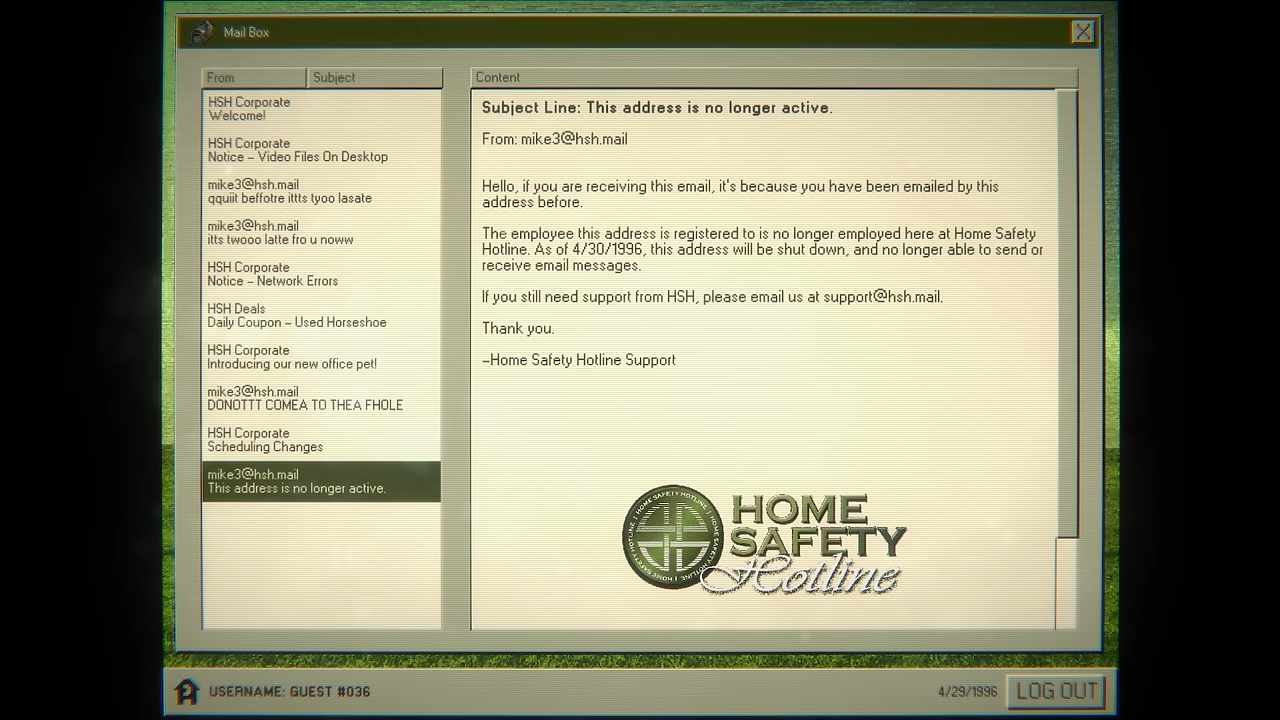 Mail Box
From
Subject
Content
HSH Corporate
Welcome!
HSH Corporate
Notice - Video Files On Desktop
mike3@hsh.mail
qquiit beffotre ittts tyoo lasate
mike3@hsh.mail
itts twooo latte fro u noww
HSH Corporate
Notice - Network Errors
HSH Deals
Daily Coupon - Used Horseshoe
HSH Corporate
Introducing our new office pet!
mike3@hsh.mail
DONOTTT COMEA TO THEA FHOLE
HSH Corporate
Scheduling Changes
mike3@hsh.mail
This address is no longer active.
Subject Line: This address is no longer active.
From: mike3@hsh.mail
Hello, if you are receiving this email, it's because you have been emailed by this
address before.
The employee this address is registered to is no longer employed here at Home Safety
Hotline. As of 4/30/1996, this address will be shut down, and no longer able to send or
receive email messages.
If you still need support from HSH, please email us at support@hsh.mail.
Thank you.
-Home Safety Hotline Support
HOME
SAFETY
Hotline
USERNAME: GUEST #036
4/29/1996
LOG OUT